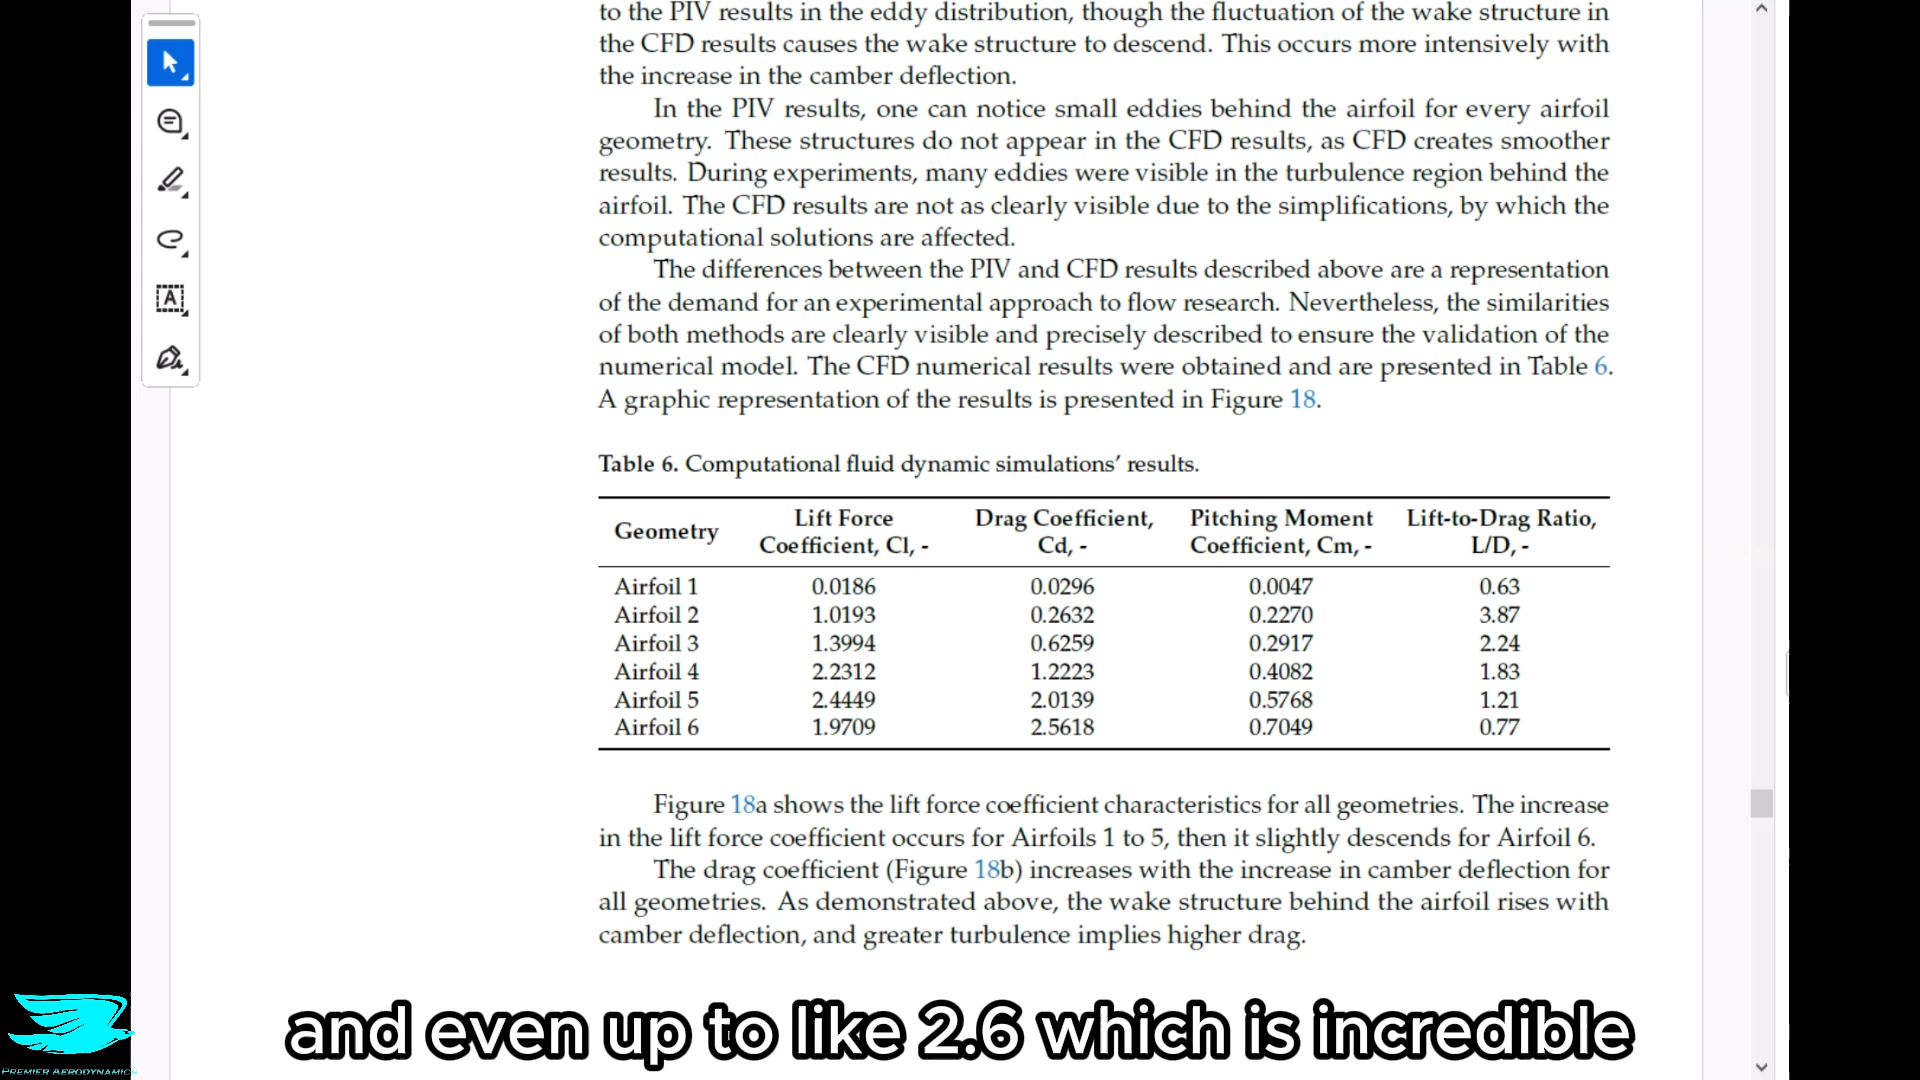 to the PIV results in the eddy distribution, though the fluctuation of the wake structure in
the CFD results causes the wake structure to descend. This occurs more intensively with
the increase in the camber deflection.
In the PIV results, one can notice small eddies behind the airfoil for every airfoil
geometry. These structures do not appear in the CFD results, as CFD creates smoother
results. During experiments, many eddies were visible in the turbulence region behind the
airfoil. The CFD results are not as clearly visible due to the simplifications, by which the
computational solutions are affected.
The differences between the PIV and CFD results described above are a representation
of the demand for an experimental approach to flow research. Nevertheless, the similarities
of both methods are clearly visible and precisely described to ensure the validation of the
numerical model. The CFD numerical results were obtained and are presented in Table 6.
A graphic representation of the results is presented in Figure 18.
Table 6. Computational fluid dynamic simulations' results.
Geometry Lift Force Coefficient, Cl, - Drag Coefficient, Cd, - Pitching Moment Coefficient, Cm, - Lift-to-Drag Ratio, L/D, -
Airfoil 1 0.0186 0.0296 0.0047 0.63
Airfoil 2 1.0193 0.2632 0.2270 3.87
Airfoil 3 1.3994 0.6259 0.2917 2.24
Airfoil 4 2.2312 1.2223 0.4082 1.83
Airfoil 5 2.4449 2.0139 0.5768 1.21
Airfoil 6 1.9709 2.5618 0.7049 0.77
Figure 18a shows the lift force coefficient characteristics for all geometries. The increase
in the lift force coefficient occurs for Airfoils 1 to 5, then it slightly descends for Airfoil 6.
The drag coefficient (Figure 18b) increases with the increase in camber deflection for
all geometries. As demonstrated above, the wake structure behind the airfoil rises with
camber deflection, and greater turbulence implies higher drag.
and even up to like 2.6 which is incredible
PREMIER AERODYNAMICS